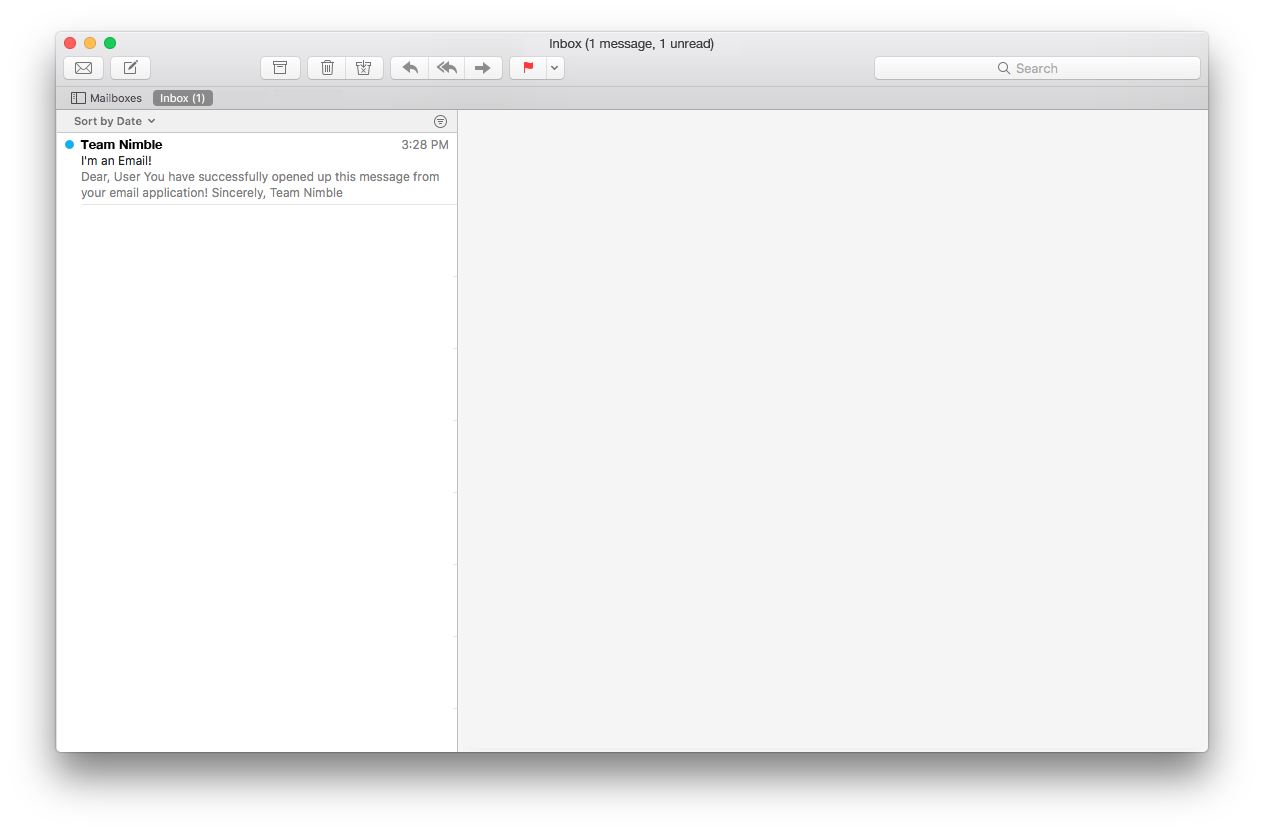 Inbox (1 message, 1 unread)
Search
Mailboxes Inbox (1)
Sort by Date
Team Nimble 3:28 PM
I'm an Email!
Dear, User You have successfully opened up this message from
your email application! Sincerely, Team Nimble